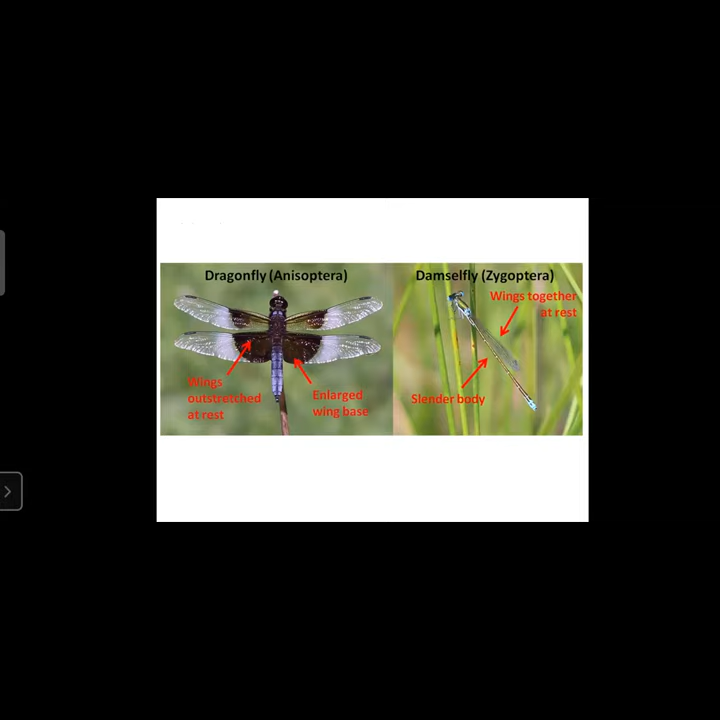 Dragonfly (Anisoptera)
Damselfly (Zygoptera)
Wings together
at rest
Wings
outstretched
at rest
Enlarged
wing base
Slender body